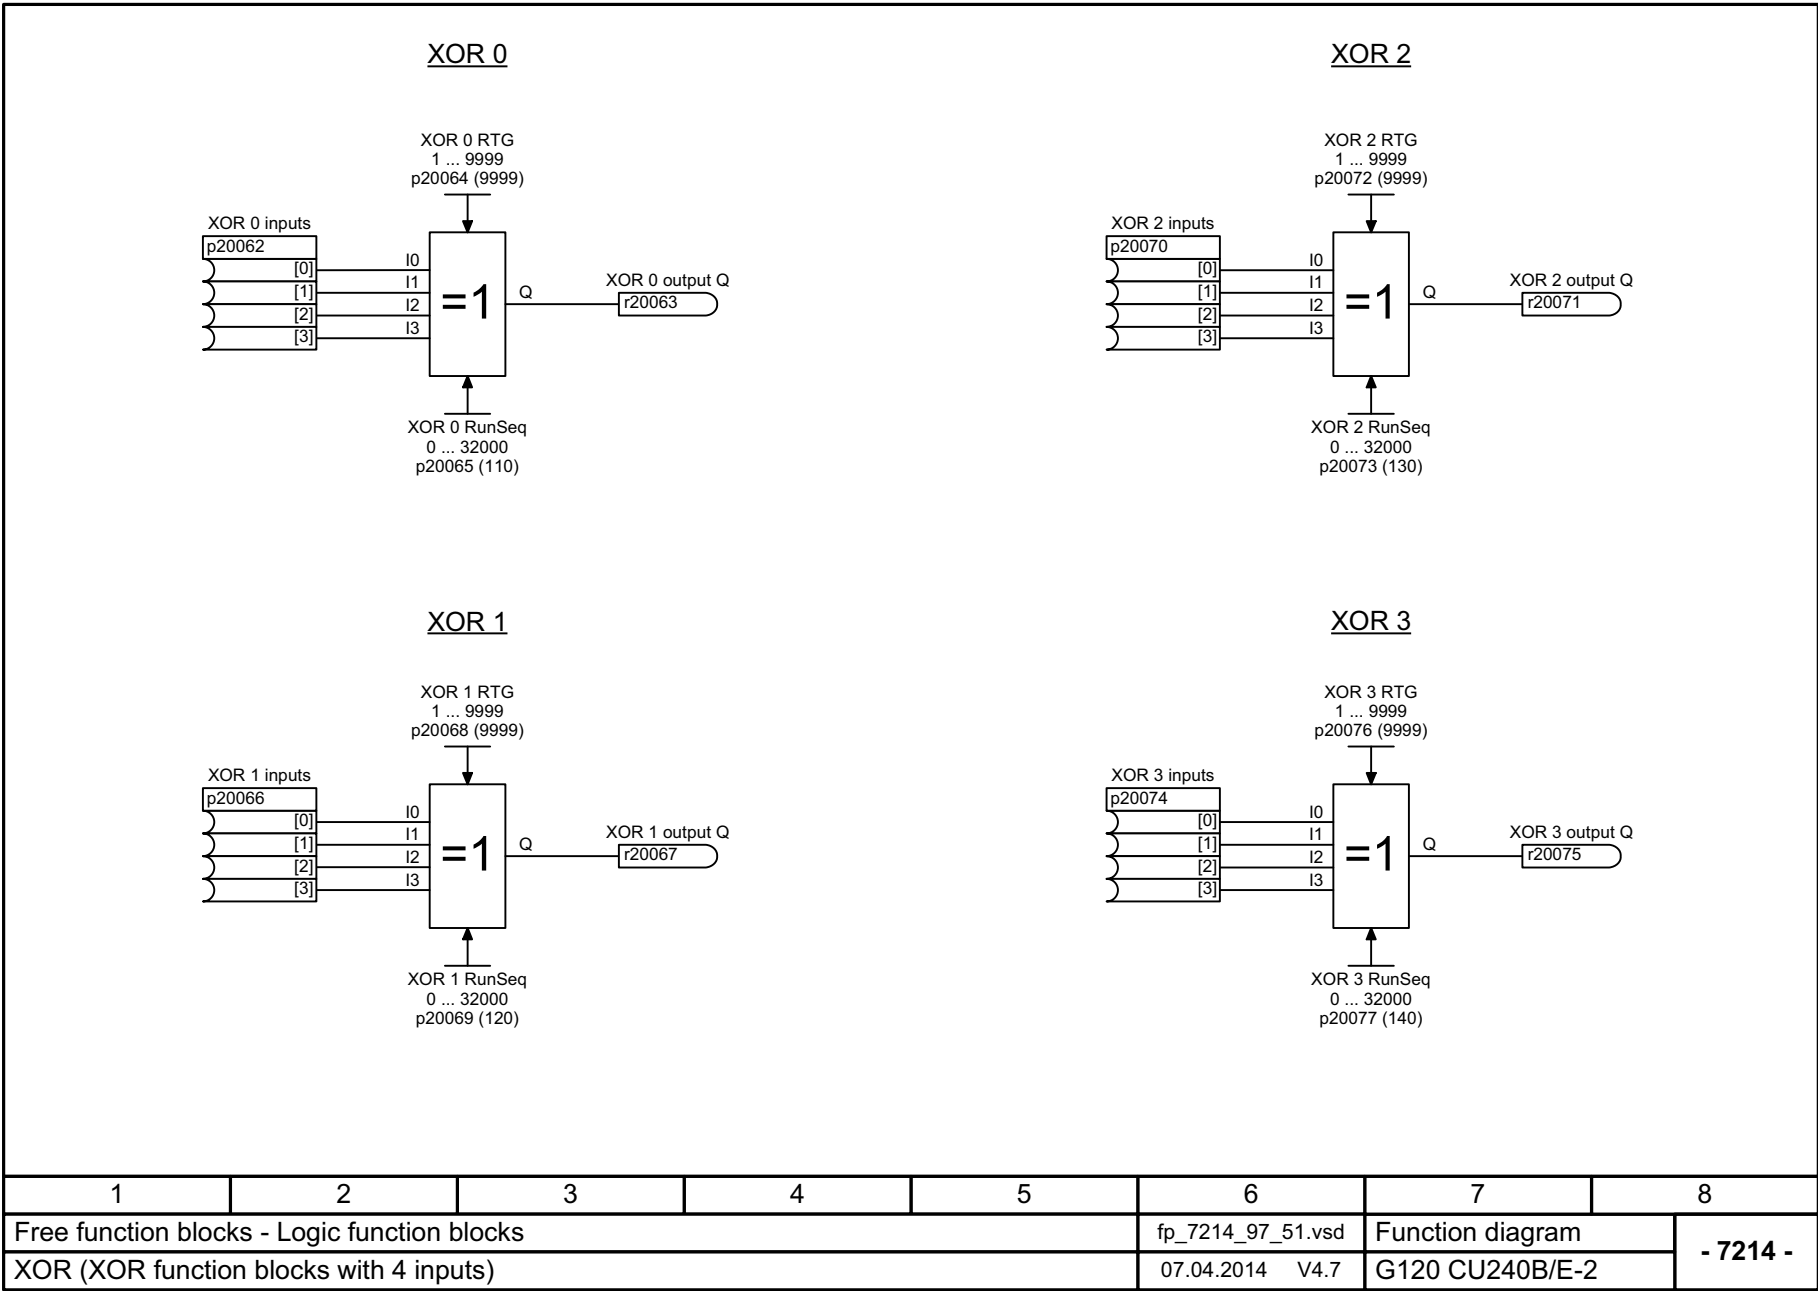 XOR 0
XOR 0 RTG
1 ... 9999
p20064 (9999)
XOR 0 inputs
p20062
[0]
[1]
[2]
[3]
I0
I1
I2
I3
=1
Q
XOR 0 output Q
r20063
XOR 0 RunSeq
0 ... 32000
p20065 (110)
XOR 2
XOR 2 RTG
1 ... 9999
p20072 (9999)
XOR 2 inputs
p20070
[0]
[1]
[2]
[3]
I0
I1
I2
I3
=1
Q
XOR 2 output Q
r20071
XOR 2 RunSeq
0 ... 32000
p20073 (130)
XOR 1
XOR 1 RTG
1 ... 9999
p20068 (9999)
XOR 1 inputs
p20066
[0]
[1]
[2]
[3]
I0
I1
I2
I3
=1
Q
XOR 1 output Q
r20067
XOR 1 RunSeq
0 ... 32000
p20069 (120)
XOR 3
XOR 3 RTG
1 ... 9999
p20076 (9999)
XOR 3 inputs
p20074
[0]
[1]
[2]
[3]
I0
I1
I2
I3
=1
Q
XOR 3 output Q
r20075
XOR 3 RunSeq
0 ... 32000
p20077 (140)
1 2 3 4 5 6 7 8
Free function blocks - Logic function blocks
fp_7214_97_51.vsd
Function diagram
- 7214 -
XOR (XOR function blocks with 4 inputs)
07.04.2014 V4.7
G120 CU240B/E-2